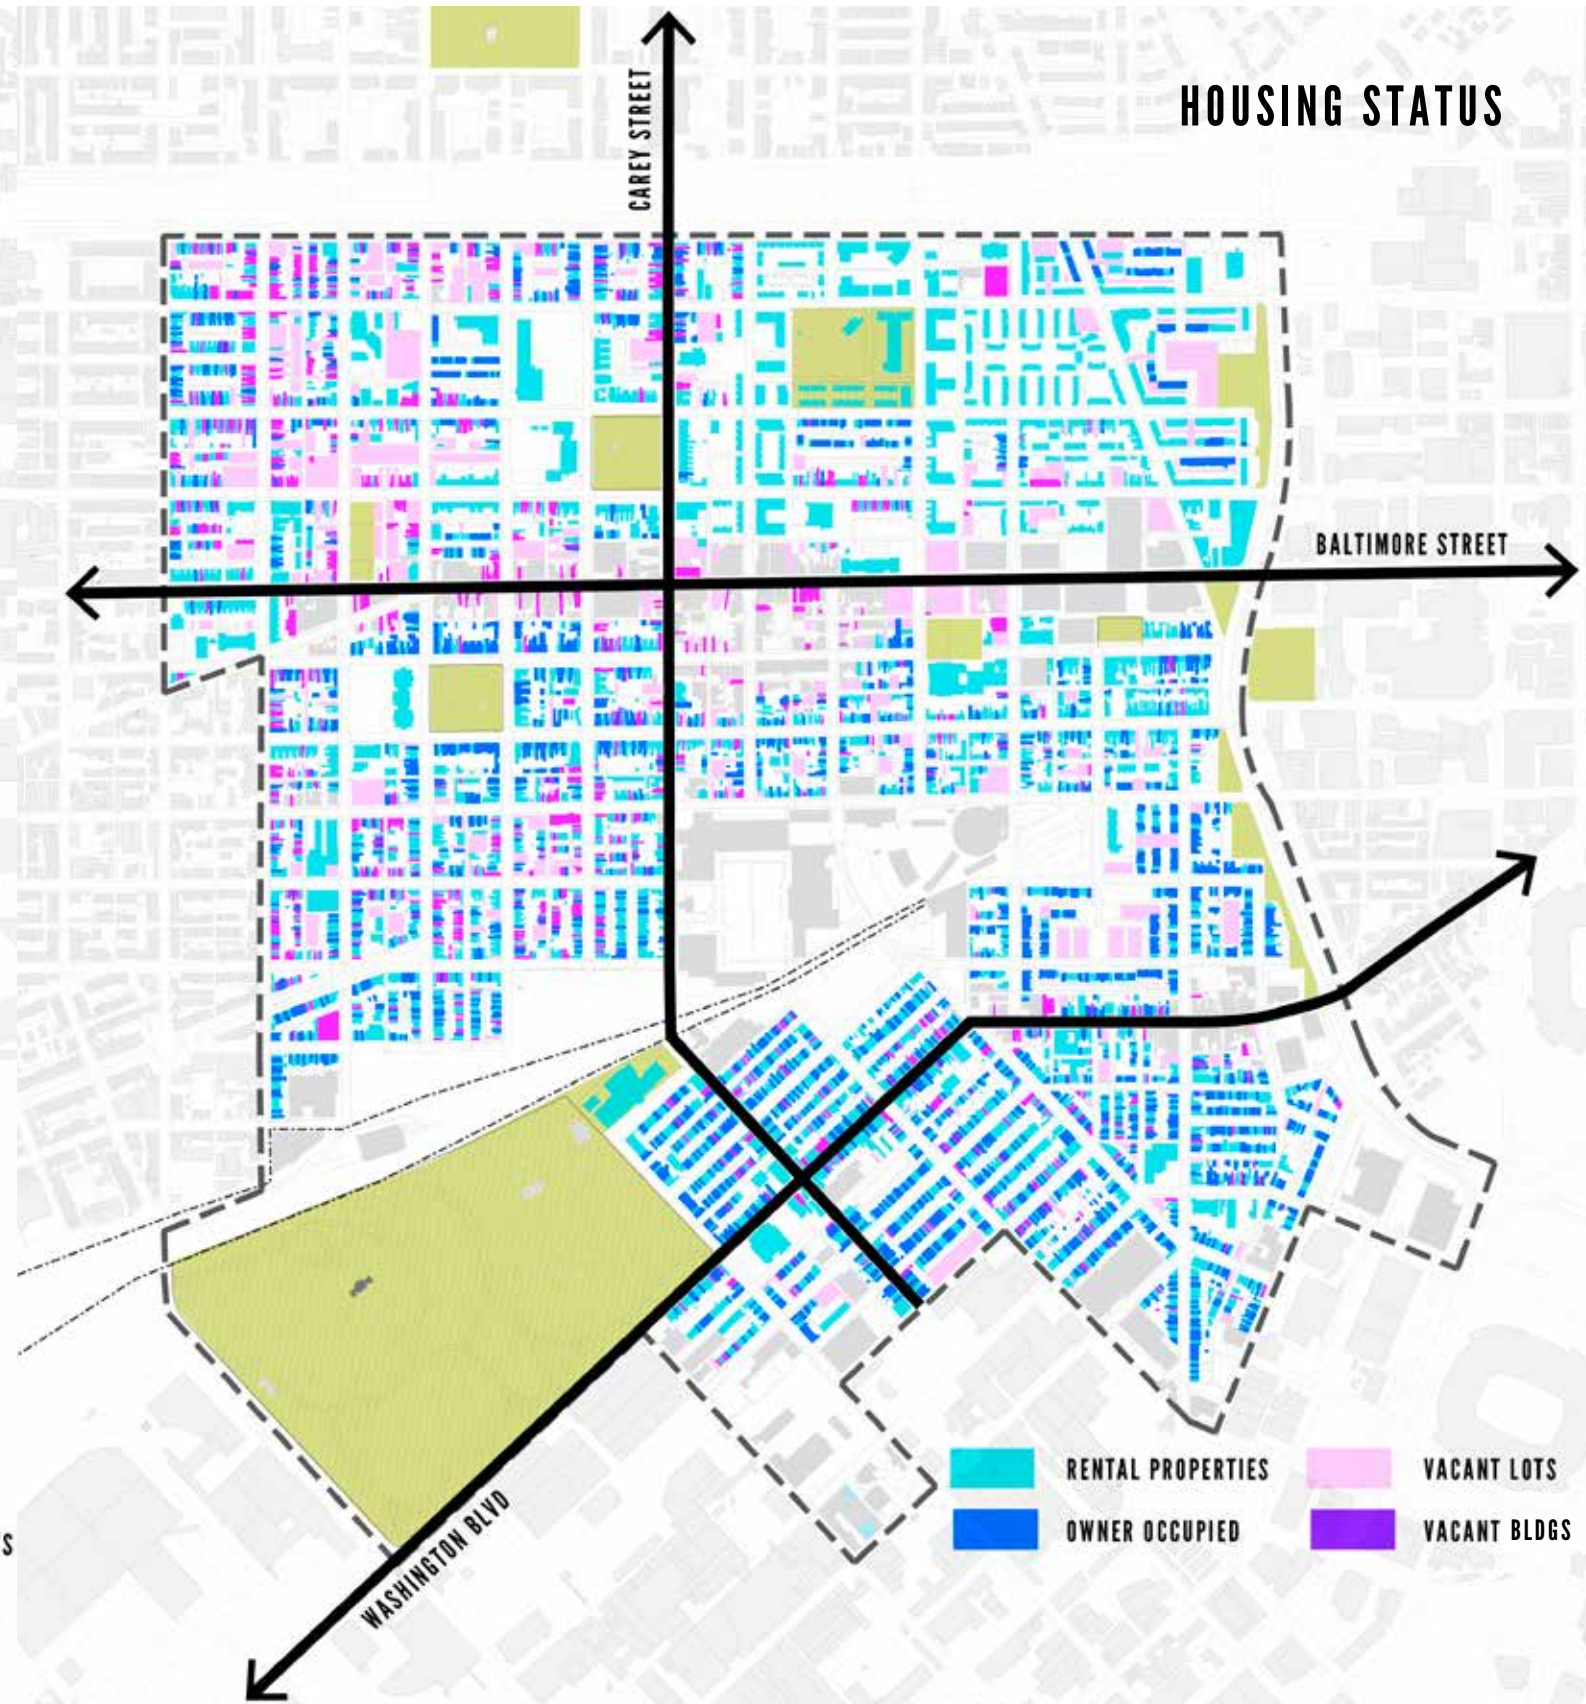 HOUSING STATUS
CAREY STREET
BALTIMORE STREET
RENTAL PROPERTIES
VACANT LOTS
OWNER OCCUPIED
VACANT BLDGS
S
WASHINGTON BLVD